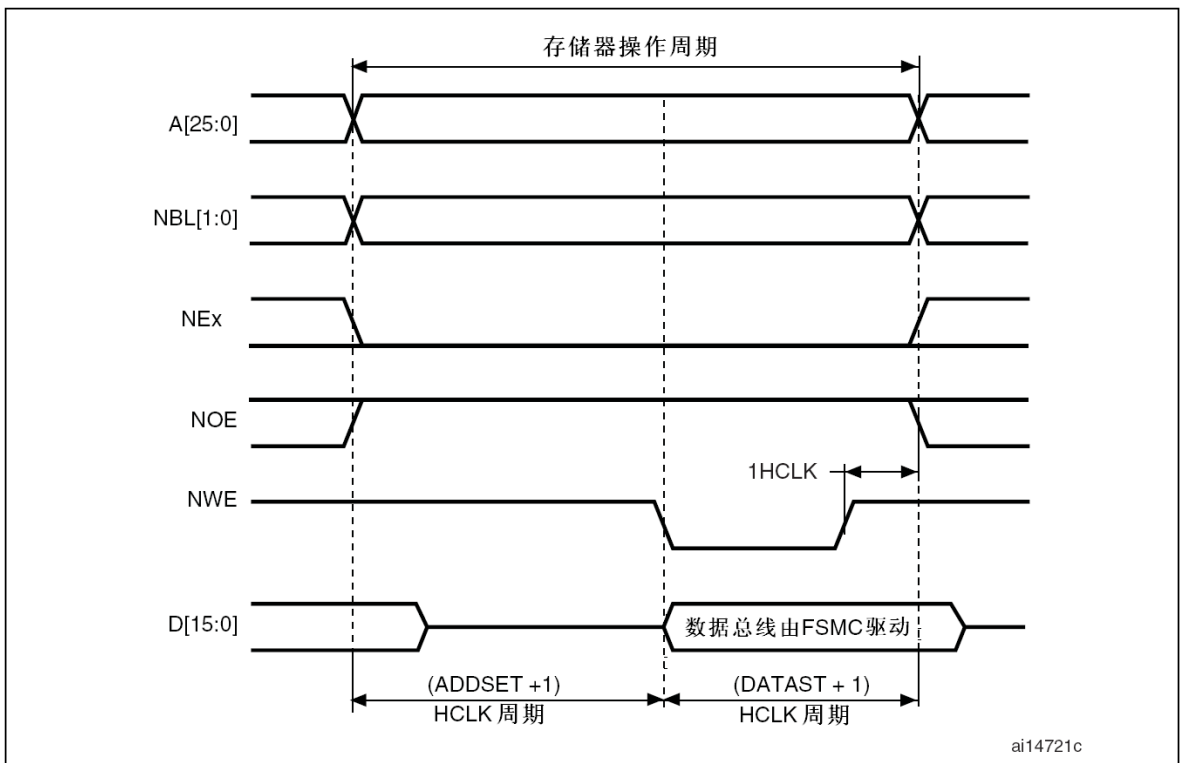 存储器操作周期
A[25:0]
NBL[1:0]
NEx
NOE
1HCLK
NWE
D[15:0]
数据总线由FSMC驱动
(ADDSET +1)
HCLK 周期
(DATAST + 1)
HCLK 周期
ai14721c